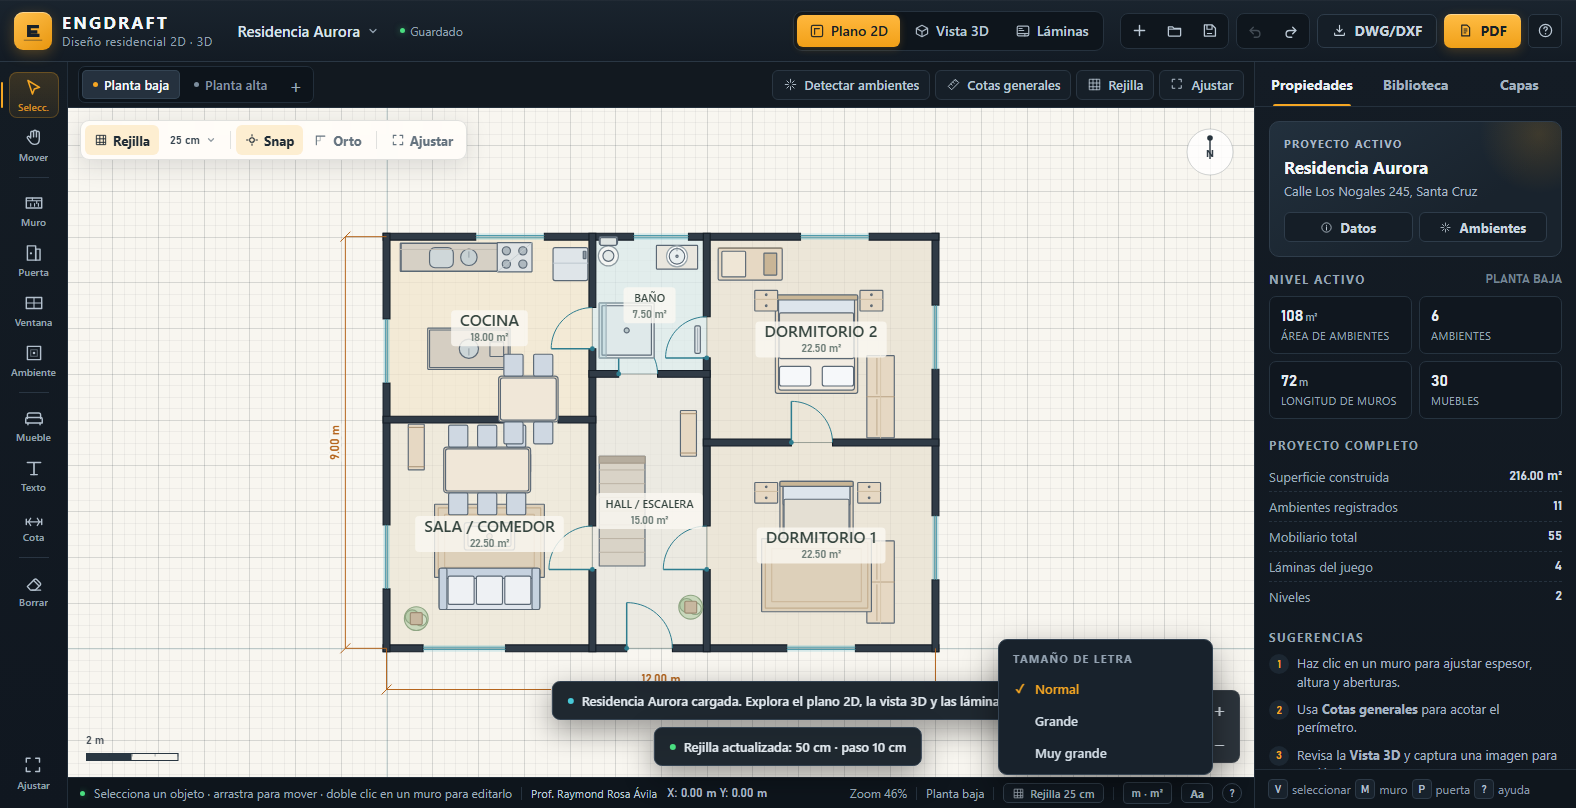 ENGDRAFT
Diseño residencial 2D · 3D
Residencia Aurora
Guardado
Plano 2D
Vista 3D
Láminas
DWG/DXF
PDF
Selecc.
Mover
Muro
Puerta
Ventana
Ambiente
Mueble
Texto
Cota
Borrar
Ajustar
Planta baja
Planta alta
+
Detectar ambientes
Cotas generales
Rejilla
Ajustar
Rejilla
25 cm
Snap
Orto
Ajustar
N
COCINA
18.00 m²
BAÑO
7.50 m²
DORMITORIO 2
22.50 m²
SALA / COMEDOR
22.50 m²
HALL / ESCALERA
15.00 m²
DORMITORIO 1
22.50 m²
9.00 m
12.00 m
2 m
Residencia Aurora cargada. Explora el plano 2D, la vista 3D y las lámina
Rejilla actualizada: 50 cm · paso 10 cm
TAMAÑO DE LETRA
✓ Normal
Grande
Muy grande
+
−
Selecciona un objeto · arrastra para mover · doble clic en un muro para editarlo
Prof. Raymond Rosa Ávila
X: 0.00 m Y: 0.00 m
Zoom 46%
Planta baja
Rejilla 25 cm
m · m²
Aa
?
Propiedades
Biblioteca
Capas
PROYECTO ACTIVO
Residencia Aurora
Calle Los Nogales 245, Santa Cruz
Datos
Ambientes
NIVEL ACTIVO
PLANTA BAJA
108 m²
ÁREA DE AMBIENTES
6
AMBIENTES
72 m
LONGITUD DE MUROS
30
MUEBLES
PROYECTO COMPLETO
Superficie construida 216.00 m²
Ambientes registrados 11
Mobiliario total 55
Láminas del juego 4
Niveles 2
SUGERENCIAS
1 Haz clic en un muro para ajustar espesor,
altura y aberturas.
2 Usa Cotas generales para acotar el
perímetro.
3 Revisa la Vista 3D y captura una imagen para
V seleccionar M muro P puerta ? ayuda